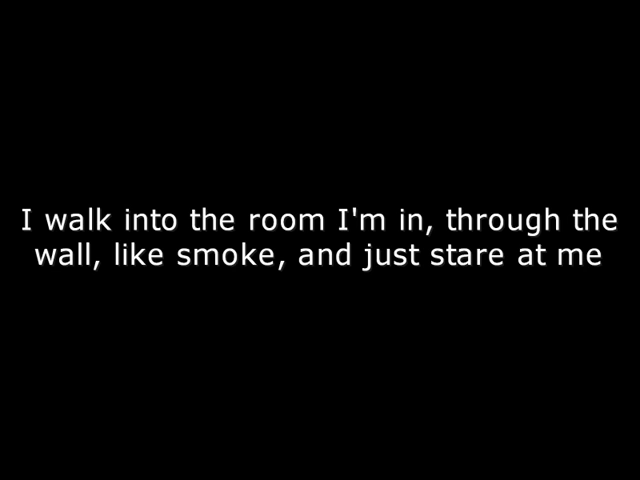 I walk into the room I'm in, through the
wall, like smoke, and just stare at me